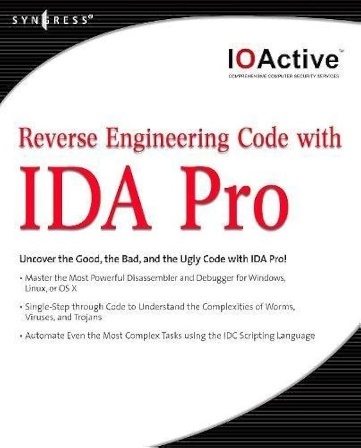 SYNGRESS®
IOActive™
COMPREHENSIVE COMPUTER SECURITY SERVICES
Reverse Engineering Code with
IDA Pro
Uncover the Good, the Bad, and the Ugly Code with IDA Pro!
• Master the Most Powerful Disassembler and Debugger for Windows,
Linux, or OS X
• Single-Step through Code to Understand the Complexities of Worms,
Viruses, and Trojans
• Automate Even the Most Complex Tasks using the IDC Scripting Language